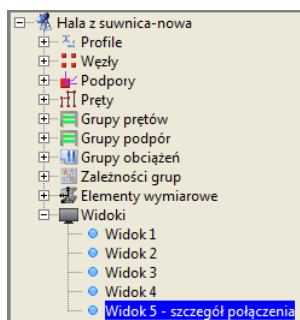 Hala z suwnica-nowa
Profile
Węzły
Podpory
Pręty
Grupy prętów
Grupy podpór
Grupy obciążeń
Zależności grup
Elementy wymiarowe
Widoki
Widok 1
Widok 2
Widok 3
Widok 4
Widok 5 - szczegół połączenia